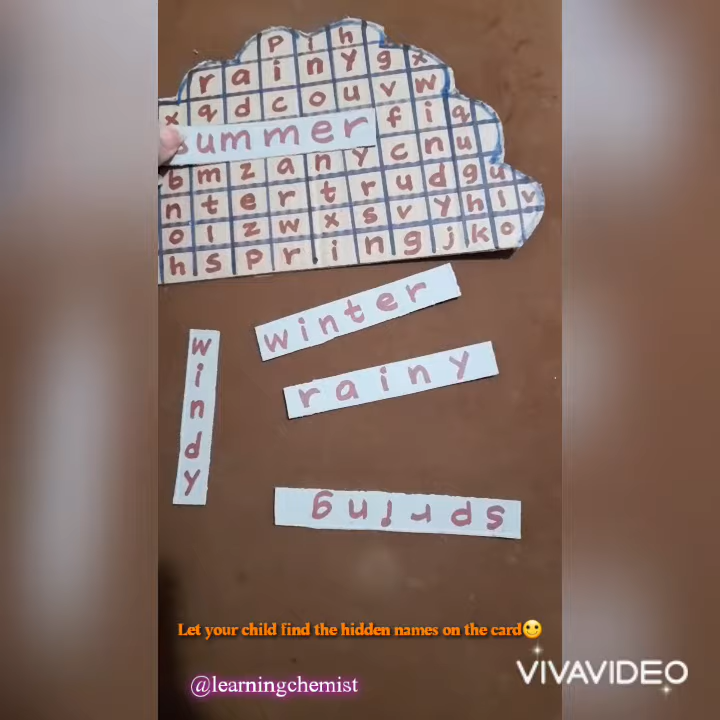 p i h
r a i n y g x
x q d c o u v w
summer f i q
b m z a n y c n u
n t e r t r u d g u
o l z w x s v y h l v
h s p r i n g j k o
winter
rainy
windy
spring
Let your child find the hidden names on the card
@learningchemist
VIVAVIDEO